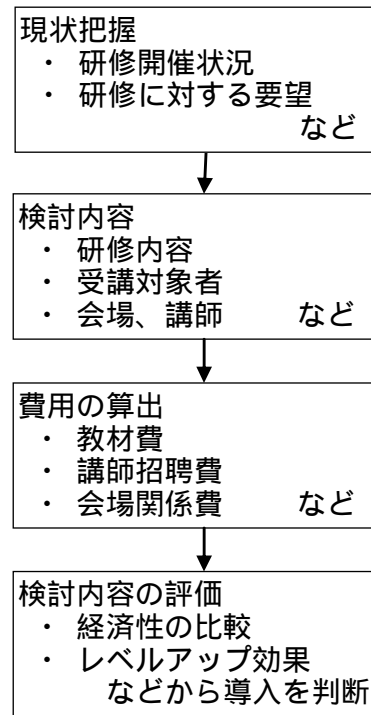 現状把握
・ 研修開催状況
・ 研修に対する要望
など
検討内容
・ 研修内容
・ 受講対象者
・ 会場、講師 など
費用の算出
・ 教材費
・ 講師招聘費
・ 会場関係費 など
検討内容の評価
・ 経済性の比較
・ レベルアップ効果
などから導入を判断